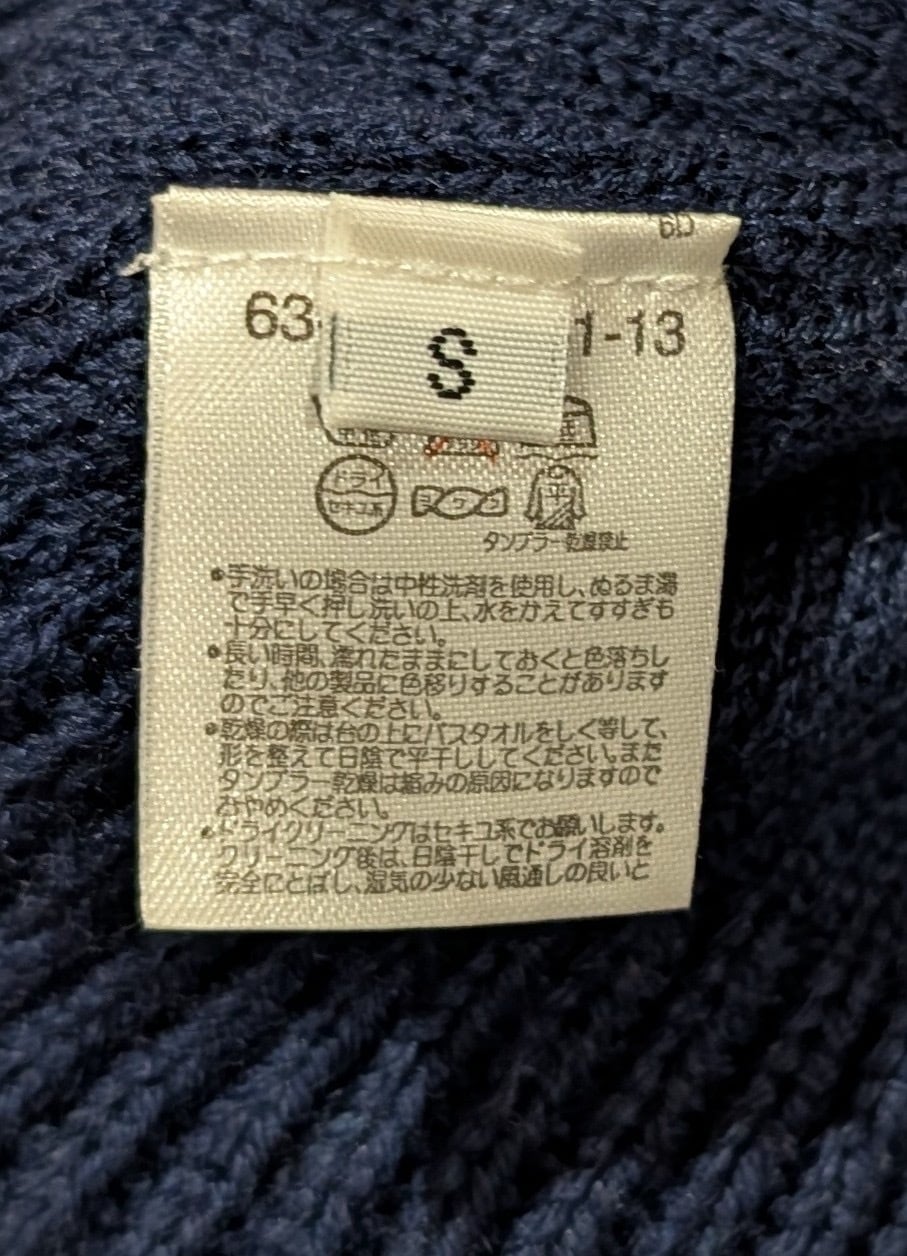 6D
63
S
1-13
ドライ
セキユ系
ヨワク
平
タンブラー乾燥禁止
•手洗いの場合は中性洗剤を使用し、ぬるま湯
で手早く押し洗いの上、水をかえてすすぎも
十分にしてください。
•長い時間、濡れたままにしておくと色落ちし
たり、他の製品に色移りすることがあります
のでご注意ください。
•乾燥の際は台の上にバスタオルをしく等して、
形を整えて日陰で平干ししてください。また
タンブラー乾燥は縮みの原因になりますので
おやめください。
•ドライクリーニングはセキユ系でお願いします。
クリーニング後は、日陰干しでドライ溶剤を
完全にとばし、湿気の少ない風通しの良いと